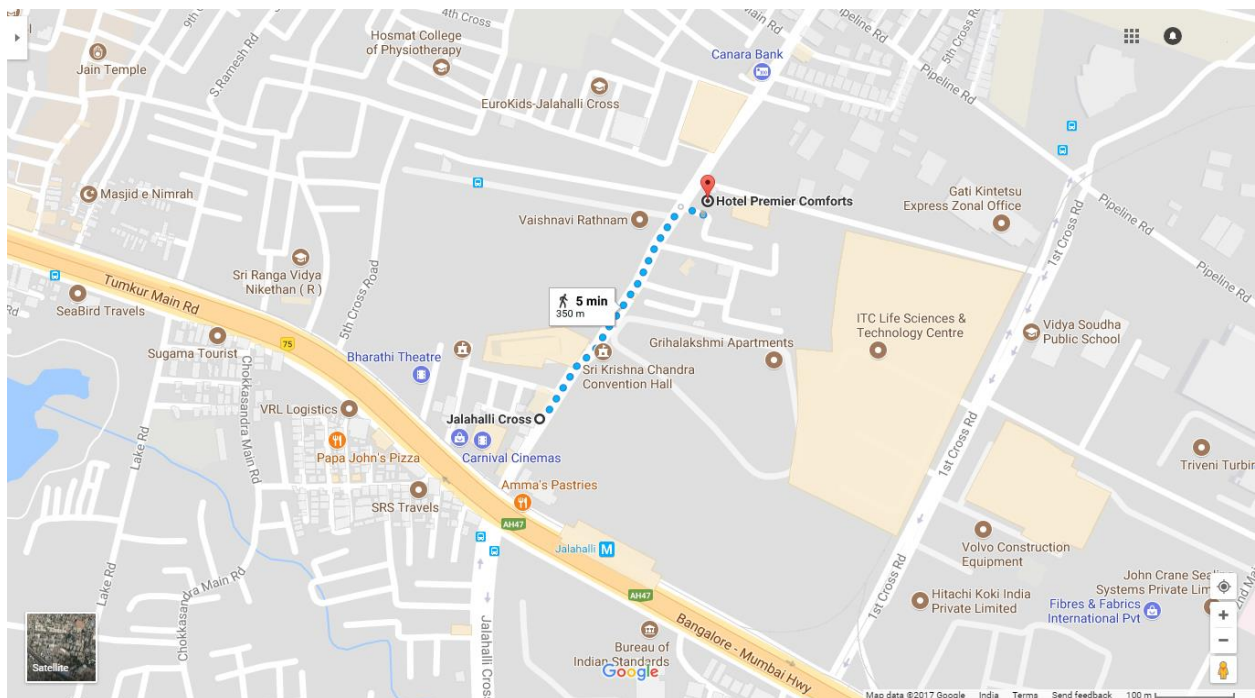 4th Cross
9th Cross
Hosmat College
of Physiotherapy
S.Ramesh Rd
Jain Temple
Canara Bank
5th Cross
Pipeline Rd
EuroKids-Jalahalli Cross
Masjid e Nimrah
Hotel Premier Comforts
Gati Kintetsu
Express Zonal Office
Vaishnavi Rathnam
1st Cross Rd
Pipeline Rd
Pipeline Rd
Sri Ranga Vidya
Nikethan ( R )
Tumkur Main Rd
SeaBird Travels
5th Cross Road
5 min
350 m
ITC Life Sciences &
Technology Centre
Vidya Soudha
Public School
Sugama Tourist
75
Bharathi Theatre
Grihalakshmi Apartments
Sri Krishna Chandra
Convention Hall
Chokkasandra Main Rd
VRL Logistics
Jalahalli Cross
Lake Rd
Papa John's Pizza
Carnival Cinemas
1st Cross Rd
Triveni Turbin
Amma's Pastries
SRS Travels
AH47
Jalahalli
M
Volvo Construction
Equipment
Chokkasandra Main Rd
Lake Rd
1st Cross Rd
AH47
Hitachi Koki India
Private Limited
John Crane Sealing
Systems Private Lim
Fibres & Fabrics
International Pvt
2nd Mai
Jalahalli Cross
Bangalore - Mumbai Hwy
Bureau of
Indian Standards
Google
Satellite
Map data ©2017 Google
India
Terms
Send feedback
100 m